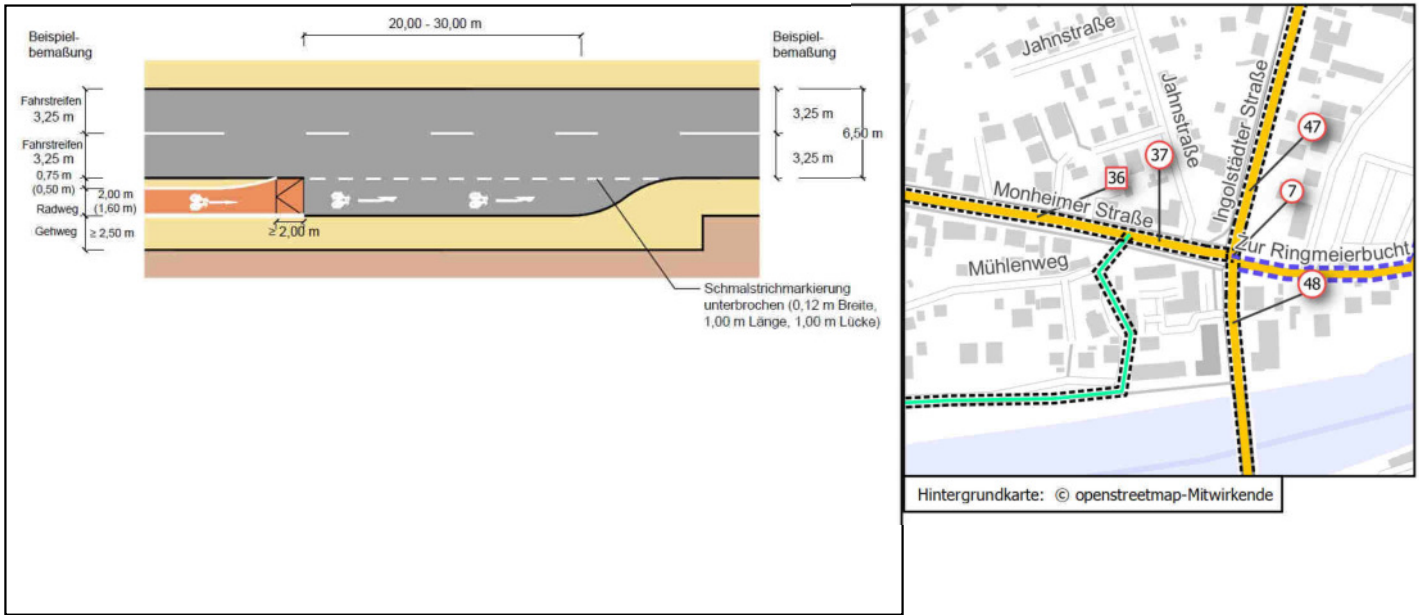 20,00 - 30,00 m
Beispiel-
bemaßung
Beispiel-
bemaßung
Fahrstreifen
3,25 m
Fahrstreifen
3,25 m
0,75 m
(0,50 m)
2,00 m
(1,60 m)
Radweg
Gehweg
≥ 2,50 m
≥ 2,00 m
3,25 m
6,50 m
3,25 m
Schmalstrichmarkierung
unterbrochen (0,12 m Breite,
1,00 m Länge, 1,00 m Lücke)
Jahnstraße
Jahnstraße
Ingolstädter Straße
47
37
36
7
Monheimer Straße
Zur Ringmeierbucht
Mühlenweg
48
Hintergrundkarte: © openstreetmap-Mitwirkende